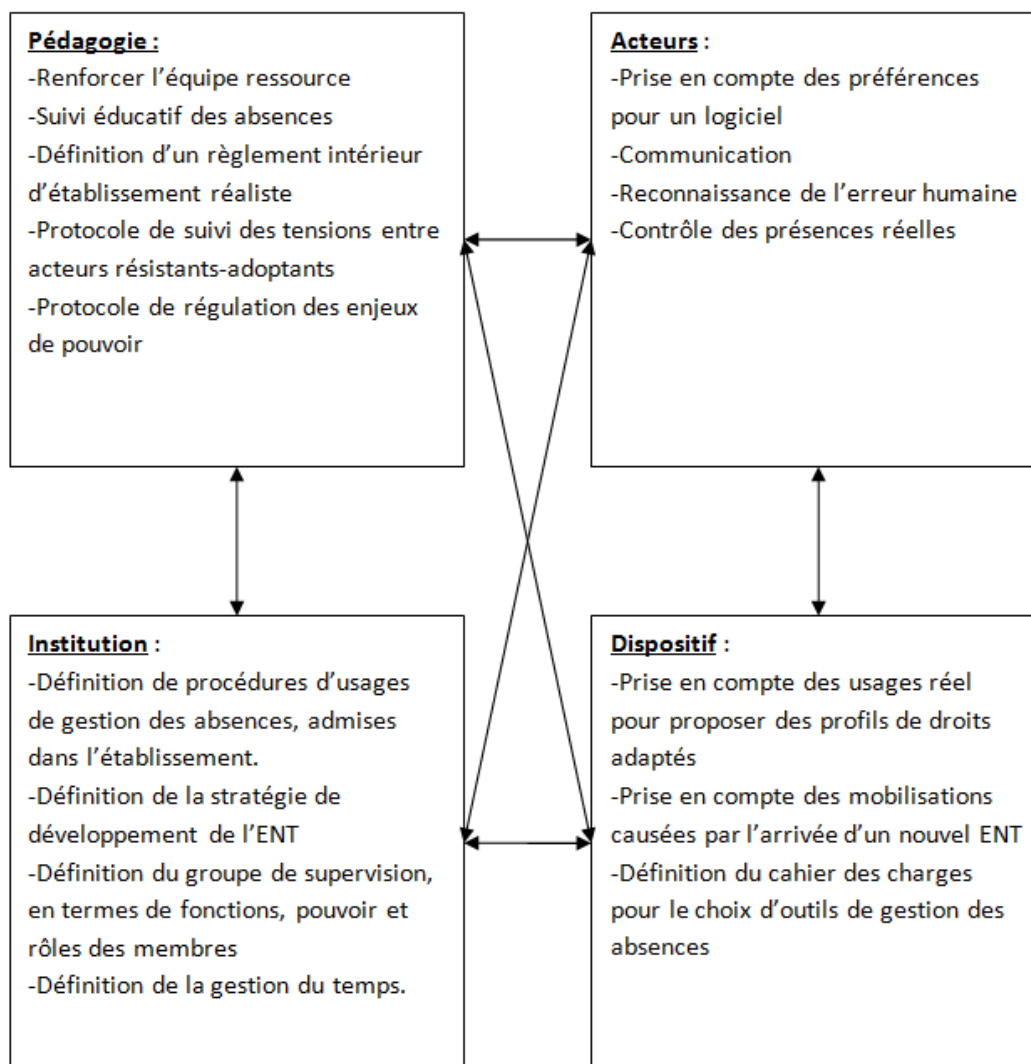 Pédagogie :
-Renforcer l’équipe ressource
-Suivi éducatif des absences
-Définition d’un règlement intérieur
d’établissement réaliste
-Protocole de suivi des tensions entre
acteurs résistants-adoptants
-Protocole de régulation des enjeux
de pouvoir
Acteurs :
-Prise en compte des préférences
pour un logiciel
-Communication
-Reconnaissance de l’erreur humaine
-Contrôle des présences réelles
Institution :
-Définition de procédures d’usages
de gestion des absences, admises
dans l’établissement.
-Définition de la stratégie de
développement de l’ENT
-Définition du groupe de supervision,
en termes de fonctions, pouvoir et
rôles des membres
-Définition de la gestion du temps.
Dispositif :
-Prise en compte des usages réel
pour proposer des profils de droits
adaptés
-Prise en compte des mobilisations
causées par l’arrivée d’un nouvel ENT
-Définition du cahier des charges
pour le choix d’outils de gestion des
absences